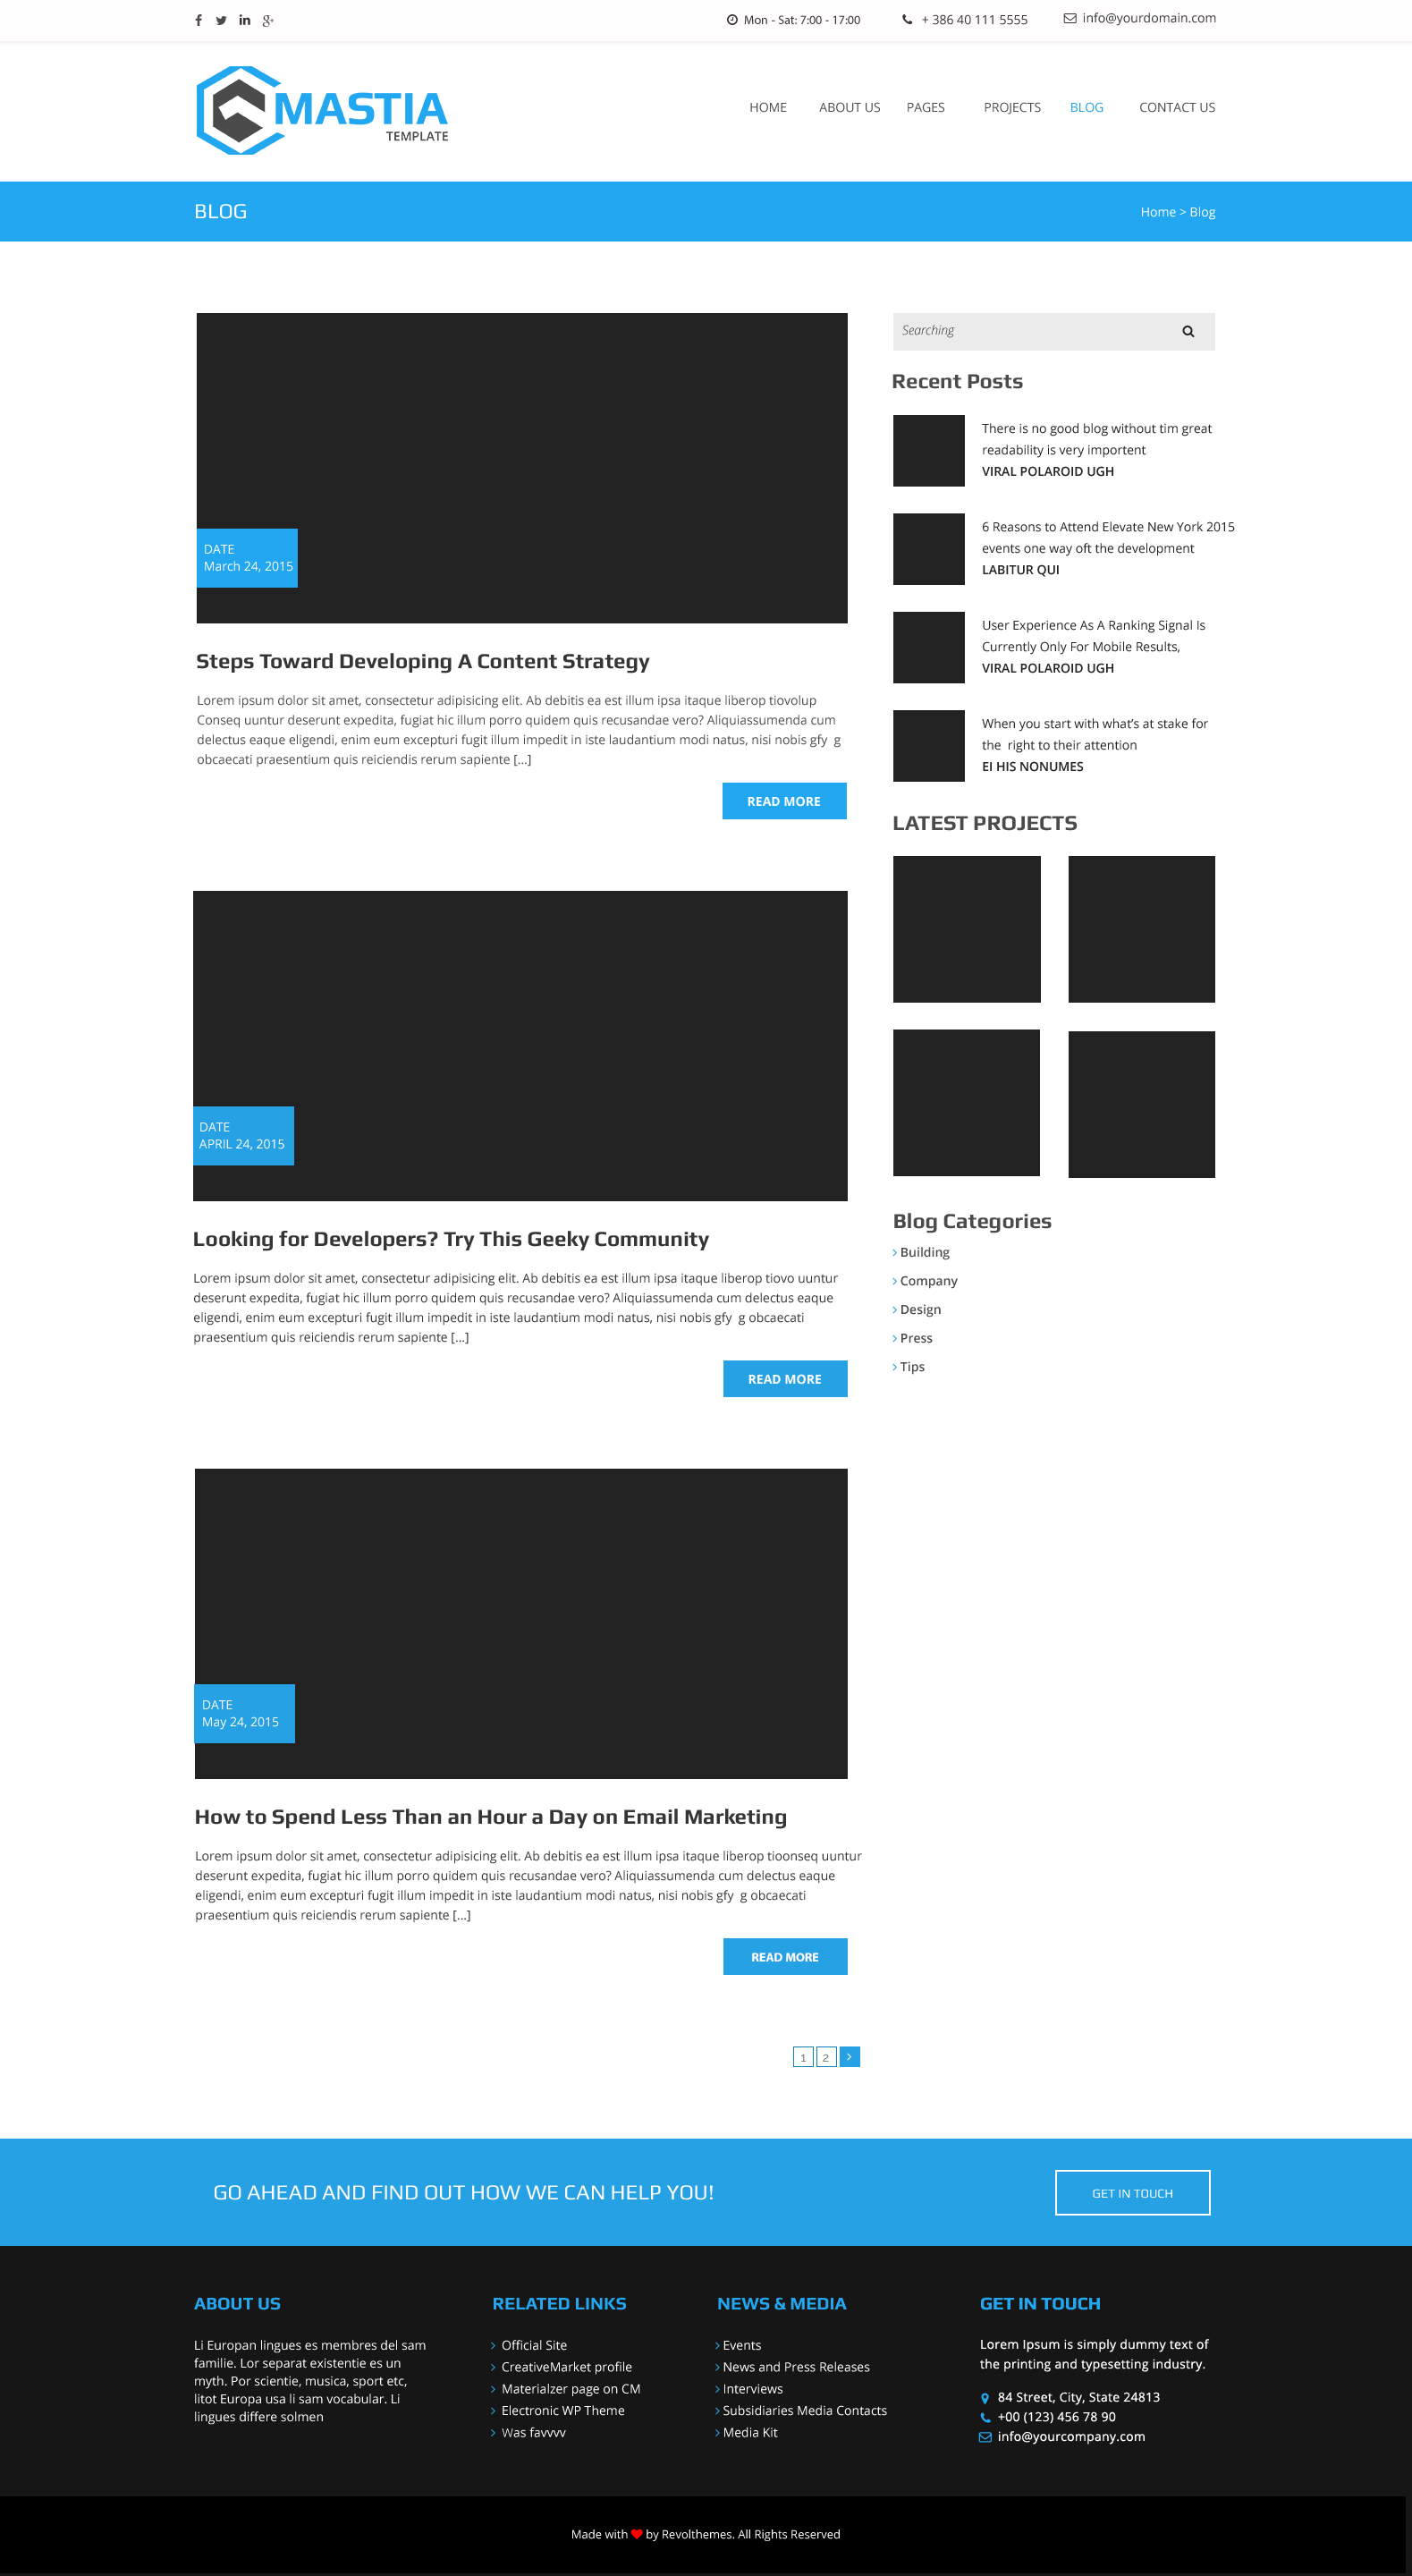 Mon - Sat: 7:00 - 17:00
+ 386 40 111 5555
info@yourdomain.com
MASTIA
TEMPLATE
HOME
ABOUT US
PAGES
PROJECTS
BLOG
CONTACT US
BLOG
Home > Blog
DATE
March 24, 2015
Steps Toward Developing A Content Strategy
Lorem ipsum dolor sit amet, consectetur adipisicing elit. Ab debitis ea est illum ipsa itaque liberop tiovolup
Conseq uuntur deserunt expedita, fugiat hic illum porro quidem quis recusandae vero? Aliquiassumenda cum
delectus eaque eligendi, enim eum excepturi fugit illum impedit in iste laudantium modi natus, nisi nobis gfy  g
obcaecati praesentium quis reiciendis rerum sapiente [...]
READ MORE
DATE
APRIL 24, 2015
Looking for Developers? Try This Geeky Community
Lorem ipsum dolor sit amet, consectetur adipisicing elit. Ab debitis ea est illum ipsa itaque liberop tiovo uuntur
deserunt expedita, fugiat hic illum porro quidem quis recusandae vero? Aliquiassumenda cum delectus eaque
eligendi, enim eum excepturi fugit illum impedit in iste laudantium modi natus, nisi nobis gfy  g obcaecati
praesentium quis reiciendis rerum sapiente [...]
READ MORE
DATE
May 24, 2015
How to Spend Less Than an Hour a Day on Email Marketing
Lorem ipsum dolor sit amet, consectetur adipisicing elit. Ab debitis ea est illum ipsa itaque liberop tioonseq uuntur
deserunt expedita, fugiat hic illum porro quidem quis recusandae vero? Aliquiassumenda cum delectus eaque
eligendi, enim eum excepturi fugit illum impedit in iste laudantium modi natus, nisi nobis gfy  g obcaecati
praesentium quis reiciendis rerum sapiente [...]
READ MORE
1
2
Searching
Recent Posts
There is no good blog without tim great
readability is very importent
VIRAL POLAROID UGH
6 Reasons to Attend Elevate New York 2015
events one way oft the development
LABITUR QUI
User Experience As A Ranking Signal Is
Currently Only For Mobile Results,
VIRAL POLAROID UGH
When you start with what's at stake for
the  right to their attention
EI HIS NONUMES
LATEST PROJECTS
Blog Categories
Building
Company
Design
Press
Tips
GO AHEAD AND FIND OUT HOW WE CAN HELP YOU!
GET IN TOUCH
ABOUT US
Li Europan lingues es membres del sam
familie. Lor separat existentie es un
myth. Por scientie, musica, sport etc,
litot Europa usa li sam vocabular. Li
lingues differe solmen
RELATED LINKS
Official Site
CreativeMarket profile
Materialzer page on CM
Electronic WP Theme
Was favvvv
NEWS & MEDIA
Events
News and Press Releases
Interviews
Subsidiaries Media Contacts
Media Kit
GET IN TOUCH
Lorem Ipsum is simply dummy text of
the printing and typesetting industry.
84 Street, City, State 24813
+00 (123) 456 78 90
info@yourcompany.com
Made with ❤ by Revolthemes. All Rights Reserved